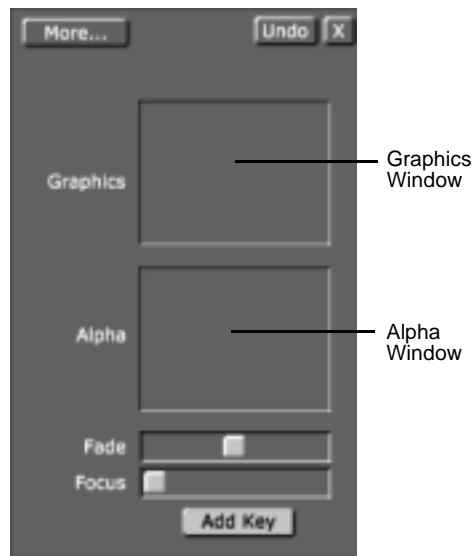 More...
Undo
X
Graphics
Graphics
Window
Alpha
Alpha
Window
Fade
Focus
Add Key